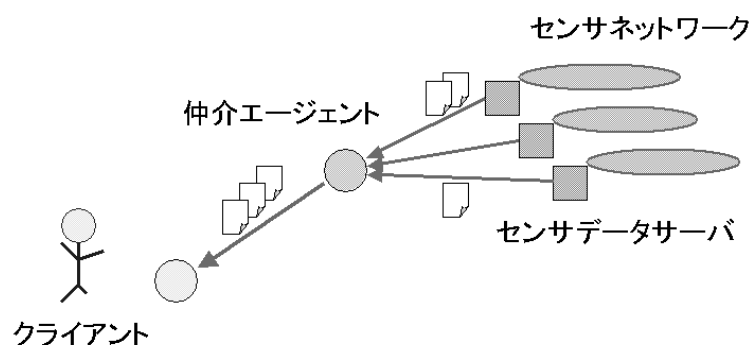 センサネットワーク
仲介エージェント
センサデータサーバ
クライアント